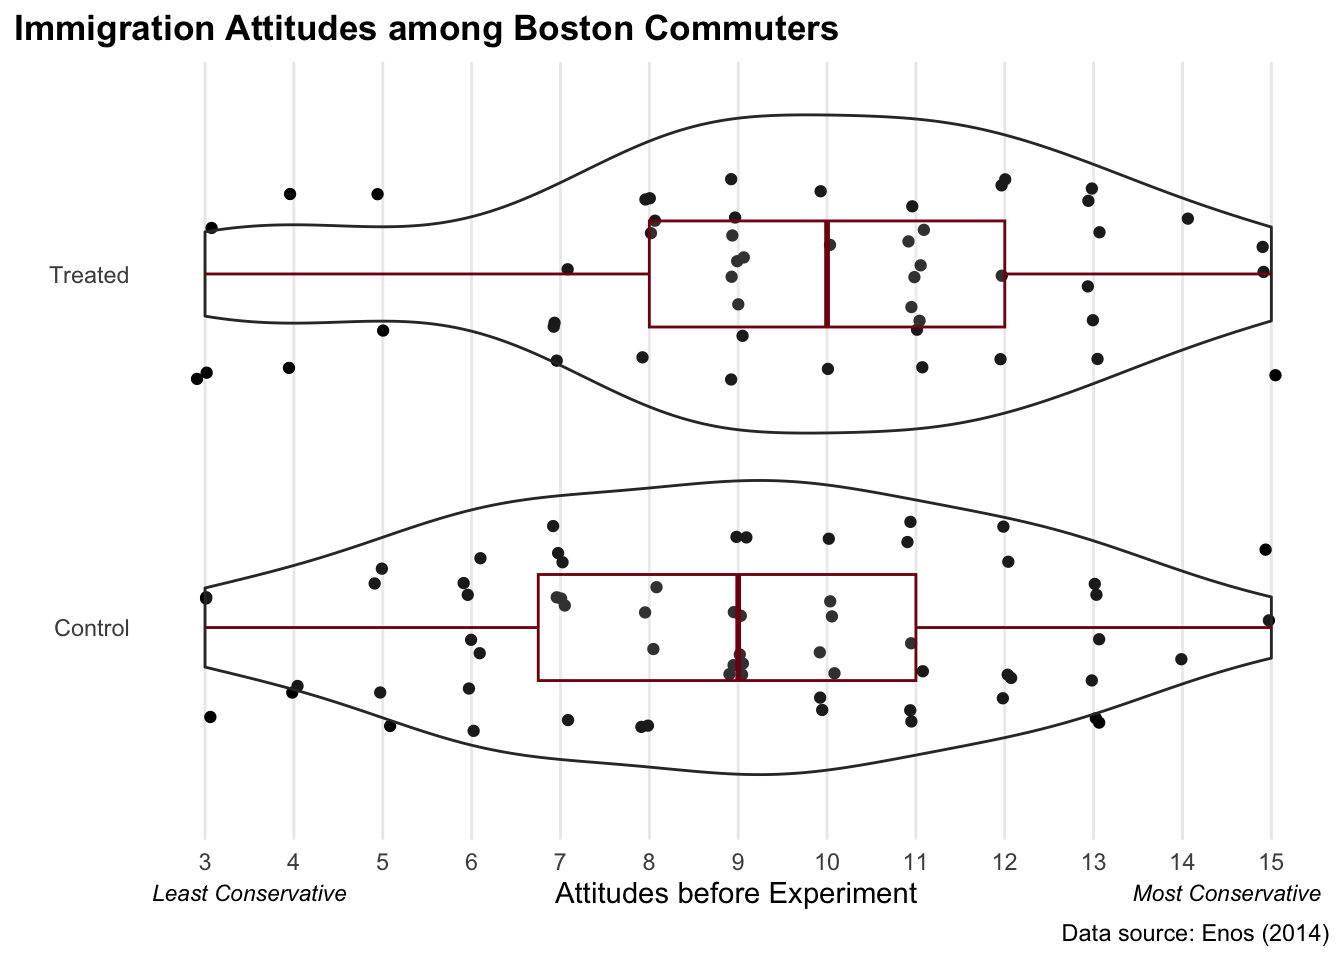 Immigration Attitudes among Boston Commuters
Treated
Control
3 4 5 6 7 8 9 10 11 12 13 14 15
Least Conservative Attitudes before Experiment Most Conservative
Data source: Enos (2014)